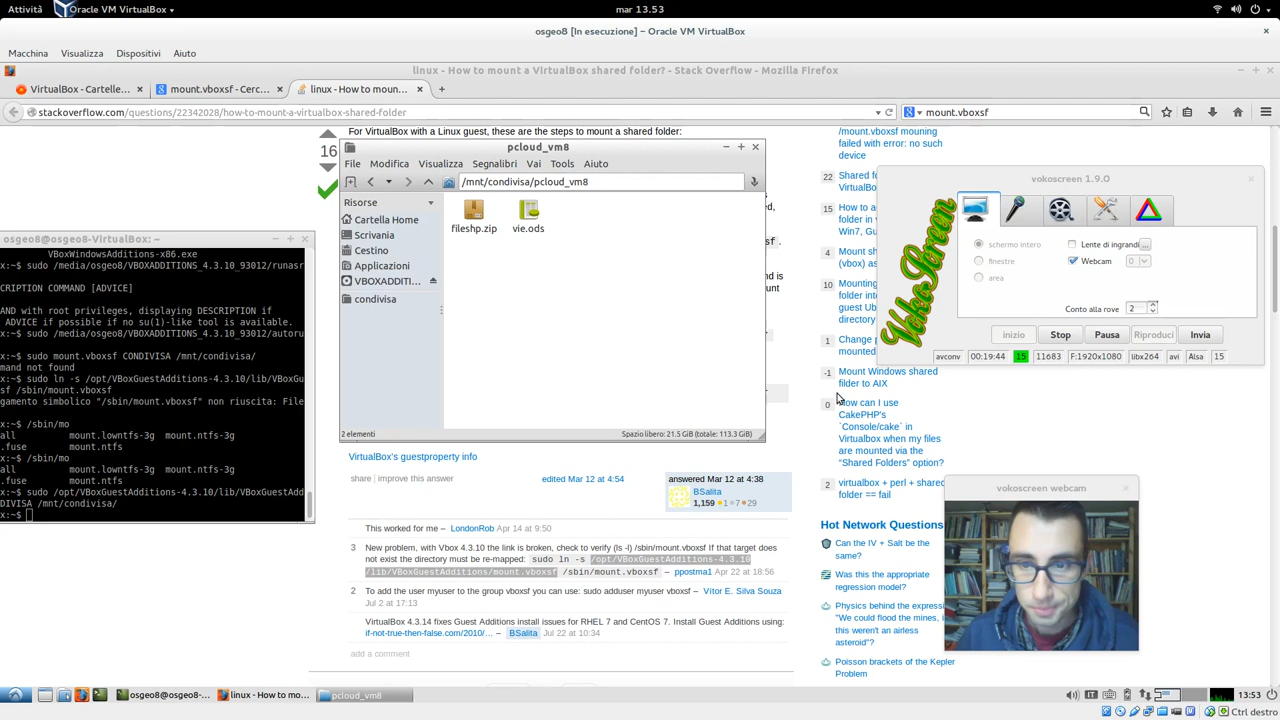 Attività
Oracle VM VirtualBox
mar 13.53
osgeo8 [In esecuzione] – Oracle VM VirtualBox
Macchina Visualizza Dispositivi Aiuto
linux - How to mount a VirtualBox shared folder? - Stack Overflow - Mozilla Firefox
VirtualBox - Cartelle...
mount.vboxsf - Cerc...
linux - How to moun...
stackoverflow.com/questions/22342028/how-to-mount-a-virtualbox-shared-folder
mount.vboxsf
For VirtualBox with a Linux guest, these are the steps to mount a shared folder:
16
pcloud_vm8
File Modifica Visualizza Segnalibri Vai Tools Aiuto
/mnt/condivisa/pcloud_vm8
Risorse
Cartella Home
Scrivania
Cestino
Applicazioni
VBOXADDITI...
condivisa
fileshp.zip
vie.ods
2 elementi
Spazio libero: 21.5 GiB (totale: 113.3 GiB)
osgeo8@osgeo8-VirtualBox: ~
VBoxWindowsAdditions-x86.exe
x:~$ sudo /media/osgeo8/VBOXADDITIONS_4.3.10_93012/runasr
CRIPTION COMMAND [ADVICE]
AND with root privileges, displaying DESCRIPTION if
ADVICE if possible if no su(1)-like tool is available.
x:~$ sudo /media/osgeo8/VBOXADDITIONS_4.3.10_93012/autoru
x:~$ sudo mount.vboxsf CONDIVISA /mnt/condivisa/
mand not found
x:~$ sudo ln -s /opt/VBoxGuestAdditions-4.3.10/lib/VBoxGu
sf /sbin/mount.vboxsf
gamento simbolico "/sbin/mount.vboxsf" non riuscita: File
x:~$ /sbin/mo
all mount.lowntfs-3g mount.ntfs-3g
.fuse mount.ntfs
x:~$ /sbin/mo
all mount.lowntfs-3g mount.ntfs-3g
.fuse mount.ntfs
x:~$ sudo /opt/VBoxGuestAdditions-4.3.10/lib/VBoxGuestAdd
DIVISA /mnt/condivisa/
x:~$
VirtualBox's guestproperty info
share | improve this answer
edited Mar 12 at 4:54
answered Mar 12 at 4:38
BSalita
1,159 1 7 29
This worked for me – LondonRob Apr 14 at 9:50
3 New problem, with Vbox 4.3.10 the link is broken, check to verify (ls -l) /sbin/mount.vboxsf If that target does
not exist the directory must be re-mapped: sudo ln -s /opt/VBoxGuestAdditions-4.3.10
/lib/VBoxGuestAdditions/mount.vboxsf /sbin/mount.vboxsf – ppostma1 Apr 22 at 18:56
2 To add the user myuser to the group vboxsf you can use: sudo adduser myuser vboxsf – Vítor E. Silva Souza
Jul 2 at 17:13
VirtualBox 4.3.14 fixes Guest Additions install issues for RHEL 7 and CentOS 7. Install Guest Additions using:
if-not-true-then-false.com/2010/... – BSalita Jul 22 at 10:34
add a comment
/mount.vboxsf mouning
failed with error: no such
device
22 Shared fo
VirtualBo
15 How to a
folder in v
Win7, Gu
4 Mount sh
(vbox) as
10 Mounting
folder inte
guest Ub
directory
1 Change p
mounted
-1 Mount Windows shared
filder to AIX
0 How can I use
CakePHP's
`Console/cake` in
Virtualbox when my files
are mounted via the
“Shared Folders” option?
2 virtualbox + perl + shared
folder == fail
Hot Network Questions
Can the IV + Salt be the
same?
Was this the appropriate
regression model?
Physics behind the expressi
"We could flood the mines, i
this weren't an airless
asteroid"?
Poisson brackets of the Kepler
Problem
vokoscreen 1.9.0
VokoScreen
schermo intero
finestre
area
Lente di ingrandi
...
Webcam
0
Conto alla rove 2
inizio Stop Pausa Riproduci Invia
avconv 00:19:44 15 11683 F:1920x1080 libx264 avi Alsa 15
vokoscreen webcam
osgeo8@osgeo8-...
linux - How to mo...
pcloud_vm8
IT
13:53
Ctrl destro